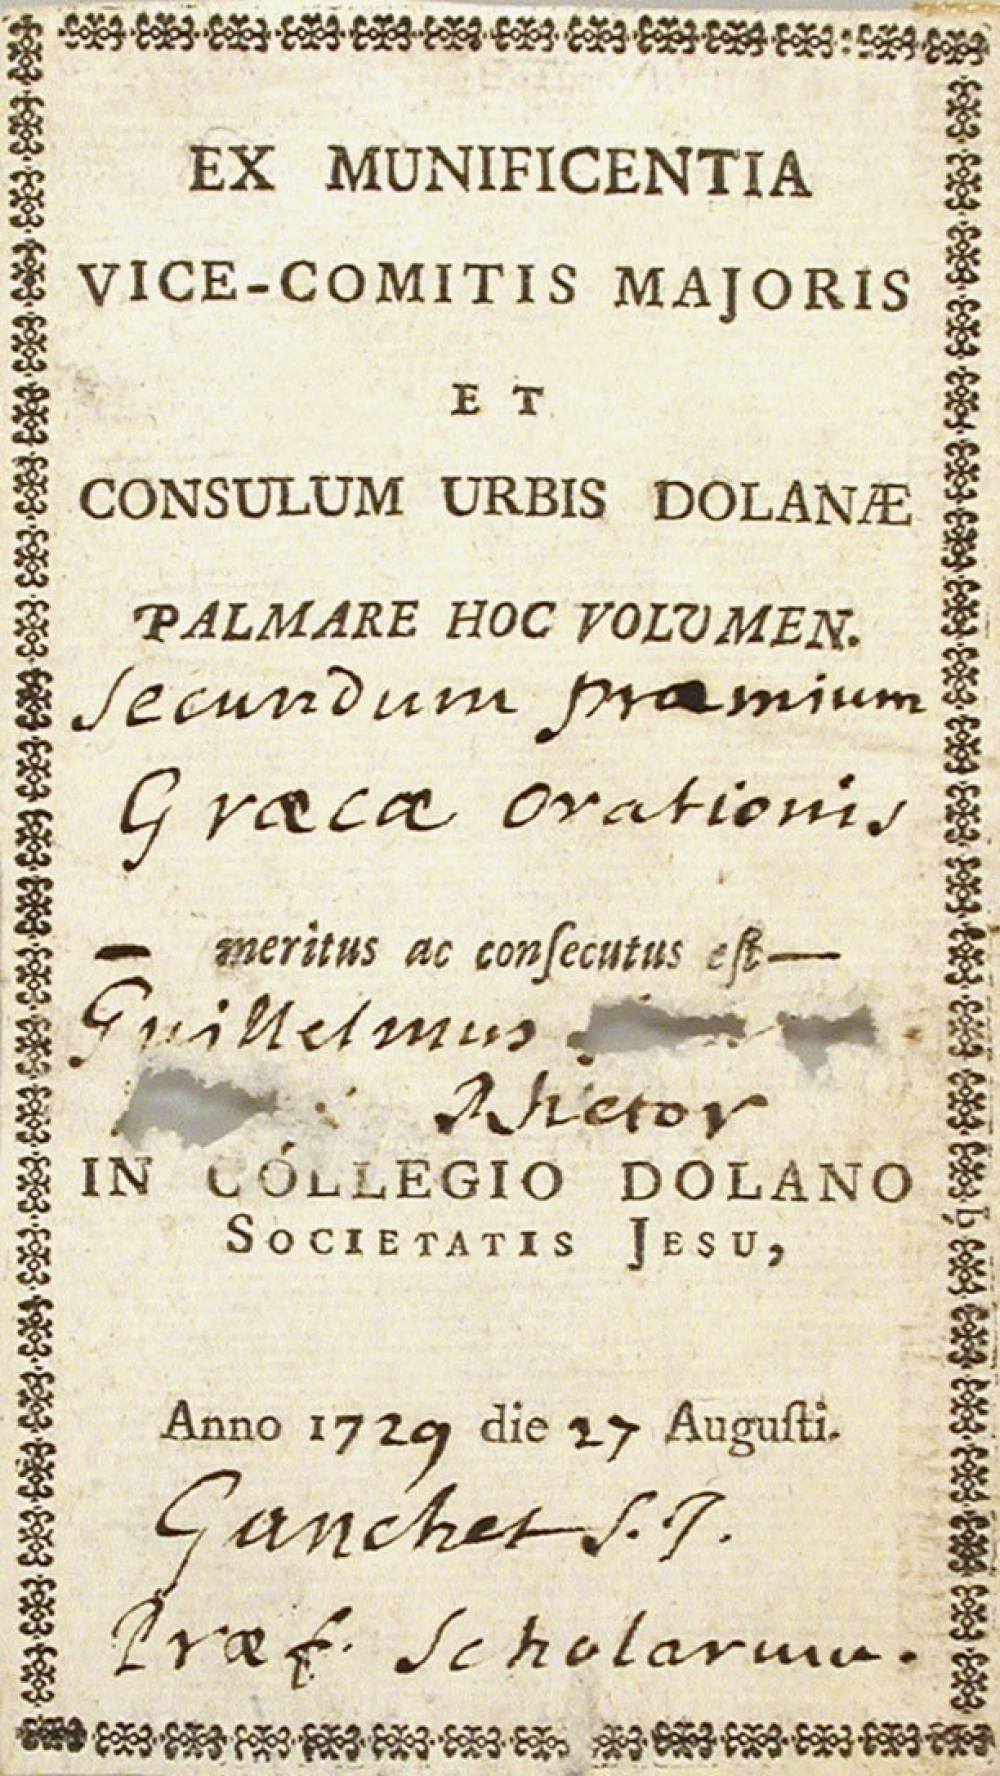 EX MUNIFICENTIA
VICE-COMITIS MAJORIS
ET
CONSULUM URBIS DOLANÆ
PALMARE HOC VOLUMEN.
Secundum præmium
Græcæ orationis
— meritus ac conſecutus eſt —
Guillelmus
Rhetor
IN COLLEGIO DOLANO
SOCIETATIS JESU,
Anno 1729 die 27 Auguſti.
Ganchet S.J.
Præf. Scholarum.